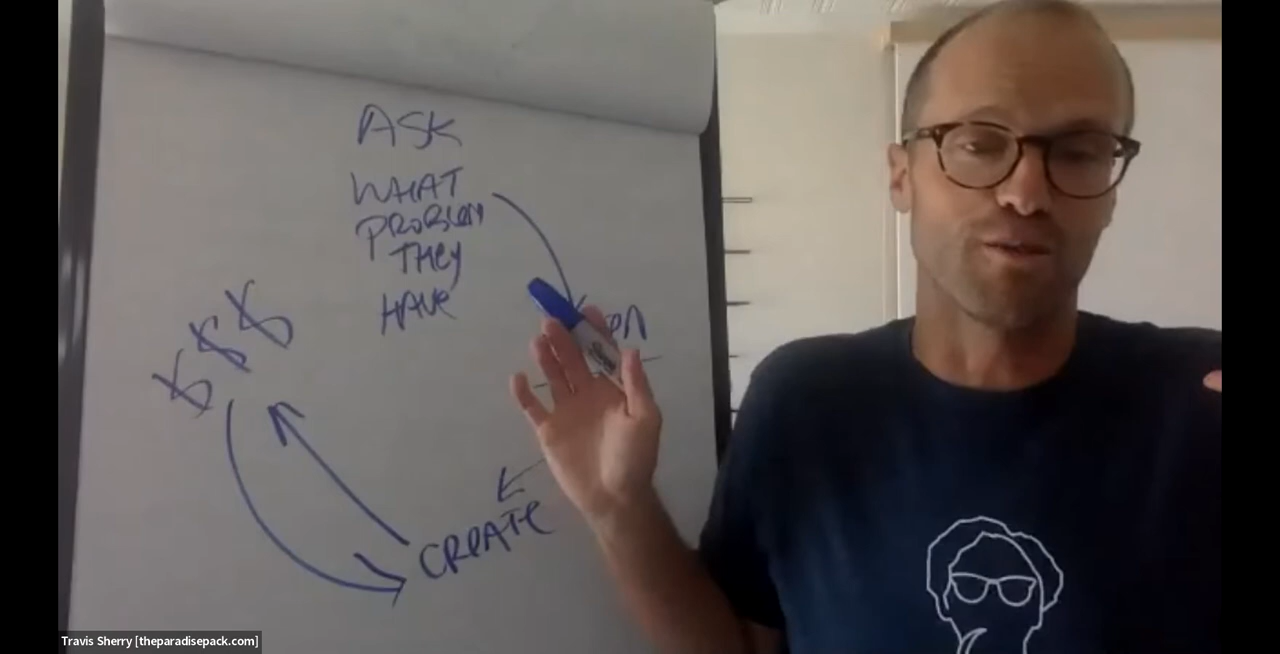 ASK
WHAT
PROBLEM
THEY
HAVE
$$$
CREATE
Travis Sherry [theparadisepack.com]